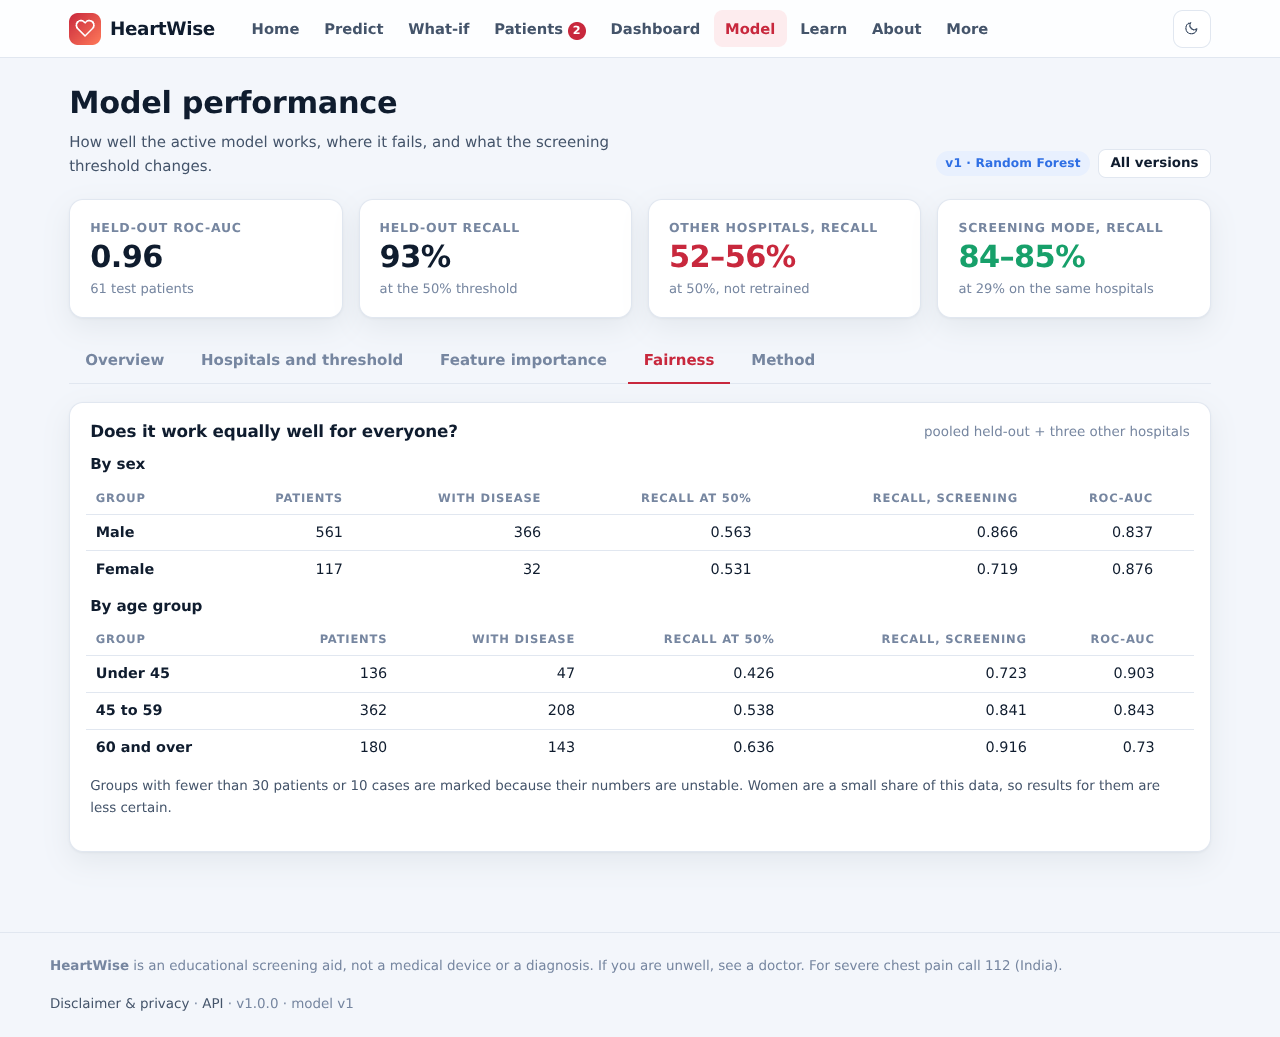 HeartWise Home Predict What-if Patients 2 Dashboard Model Learn About More
Model performance
How well the active model works, where it fails, and what the screening
threshold changes.
v1 · Random Forest All versions
HELD-OUT ROC-AUC
0.96
61 test patients
HELD-OUT RECALL
93%
at the 50% threshold
OTHER HOSPITALS, RECALL
52–56%
at 50%, not retrained
SCREENING MODE, RECALL
84–85%
at 29% on the same hospitals
Overview Hospitals and threshold Feature importance Fairness Method
Does it work equally well for everyone? pooled held-out + three other hospitals
By sex
GROUP PATIENTS WITH DISEASE RECALL AT 50% RECALL, SCREENING ROC-AUC
Male 561 366 0.563 0.866 0.837
Female 117 32 0.531 0.719 0.876
By age group
GROUP PATIENTS WITH DISEASE RECALL AT 50% RECALL, SCREENING ROC-AUC
Under 45 136 47 0.426 0.723 0.903
45 to 59 362 208 0.538 0.841 0.843
60 and over 180 143 0.636 0.916 0.73
Groups with fewer than 30 patients or 10 cases are marked because their numbers are unstable. Women are a small share of this data, so results for them are
less certain.
HeartWise is an educational screening aid, not a medical device or a diagnosis. If you are unwell, see a doctor. For severe chest pain call 112 (India).
Disclaimer & privacy · API · v1.0.0 · model v1